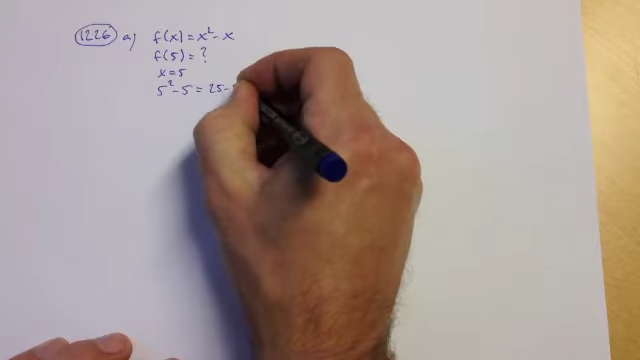 1226 a) f(x) = x² - x
f(5) = ?
x = 5
5² - 5 = 25 -